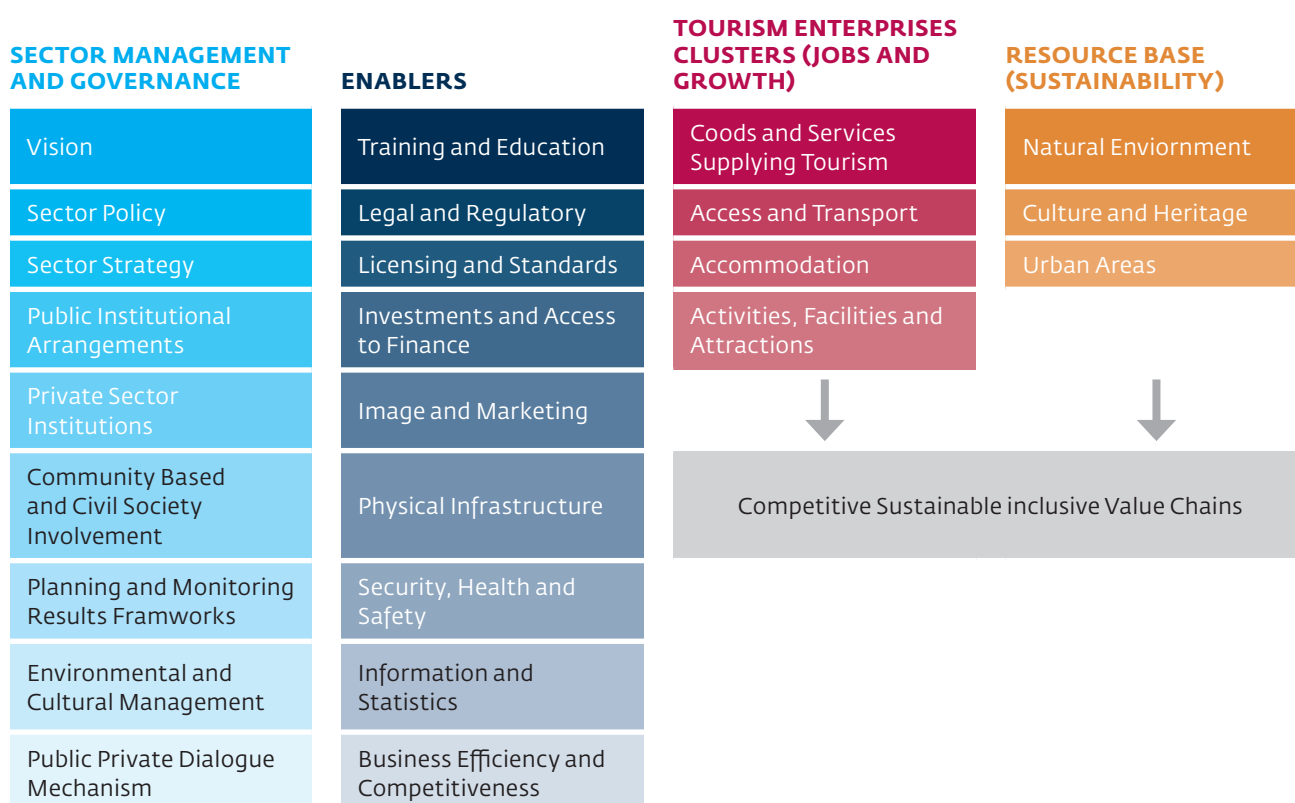 SECTOR MANAGEMENT
AND GOVERNANCE
Vision
Sector Policy
Sector Strategy
Public Institutional
Arrangements
Private Sector
Institutions
Community Based
and Civil Society
Involvement
Planning and Monitoring
Results Framworks
Environmental and
Cultural Management
Public Private Dialogue
Mechanism
ENABLERS
Training and Education
Legal and Regulatory
Licensing and Standards
Investments and Access
to Finance
Image and Marketing
Physical Infrastructure
Security, Health and
Safety
Information and
Statistics
Business Efficiency and
Competitiveness
TOURISM ENTERPRISES
CLUSTERS (JOBS AND
GROWTH)
Coods and Services
Supplying Tourism
Access and Transport
Accommodation
Activities, Facilities and
Attractions
RESOURCE BASE
(SUSTAINABILITY)
Natural Enviornment
Culture and Heritage
Urban Areas
Competitive Sustainable inclusive Value Chains